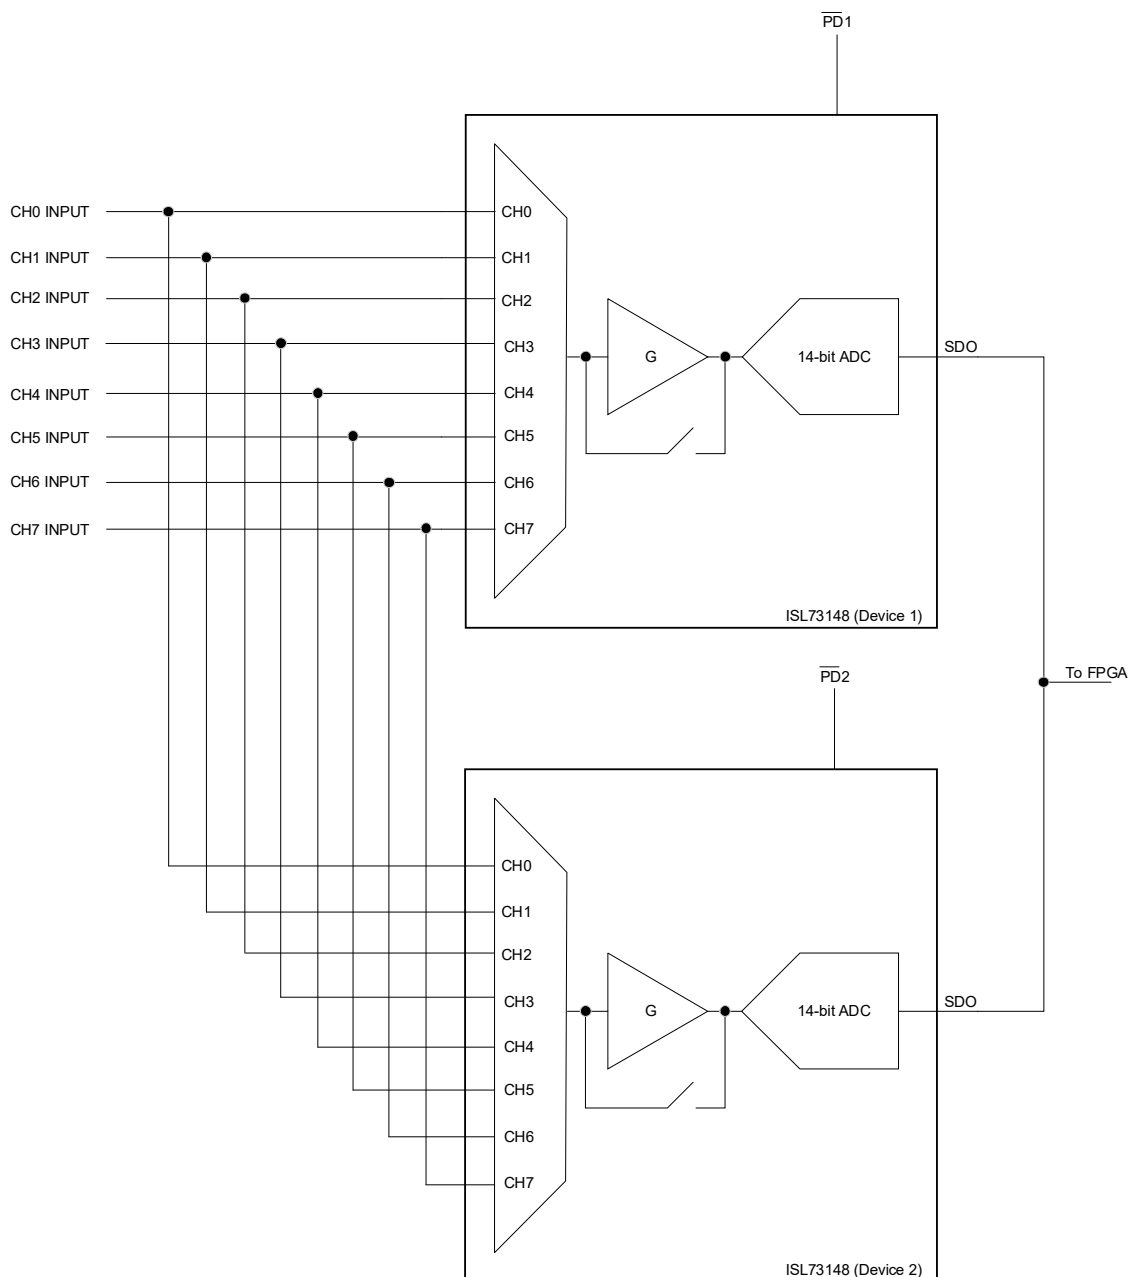 PD1
CH0 INPUT
CH0
CH1 INPUT
CH1
CH2 INPUT
CH2
CH3 INPUT
CH3
G
14-bit ADC
SDO
CH4 INPUT
CH4
CH5 INPUT
CH5
CH6 INPUT
CH6
CH7 INPUT
CH7
ISL73148 (Device 1)
To FPGA
PD2
CH0
CH1
CH2
CH3
G
14-bit ADC
SDO
CH4
CH5
CH6
CH7
ISL73148 (Device 2)